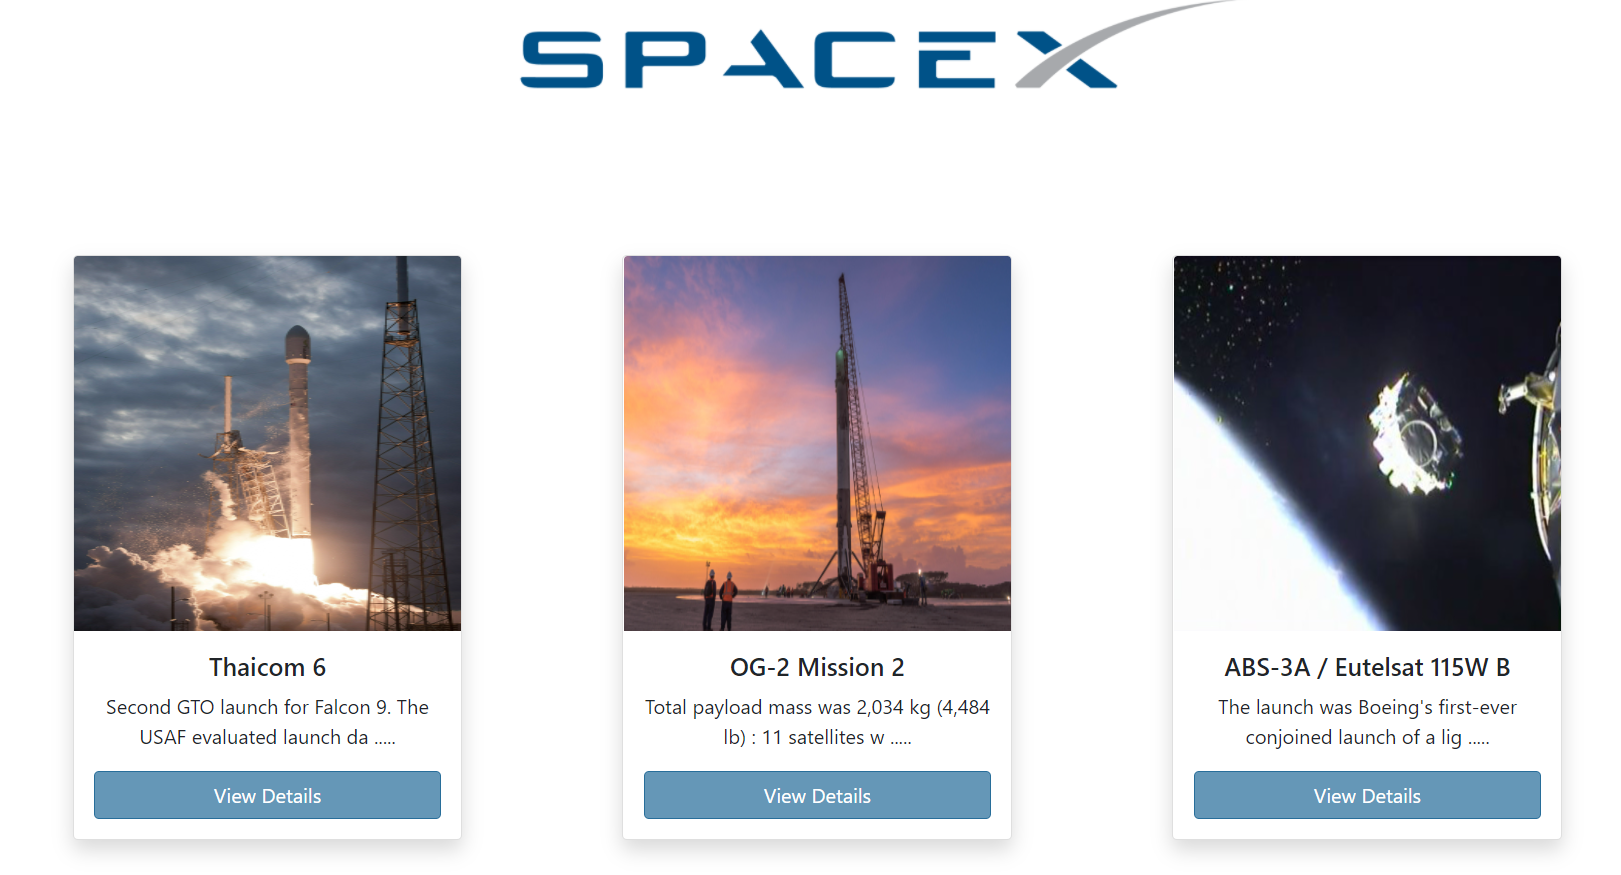 SPACEX
Thaicom 6
Second GTO launch for Falcon 9. The
USAF evaluated launch da .....
View Details
OG-2 Mission 2
Total payload mass was 2,034 kg (4,484
lb) : 11 satellites w .....
View Details
ABS-3A / Eutelsat 115W B
The launch was Boeing's first-ever
conjoined launch of a lig .....
View Details